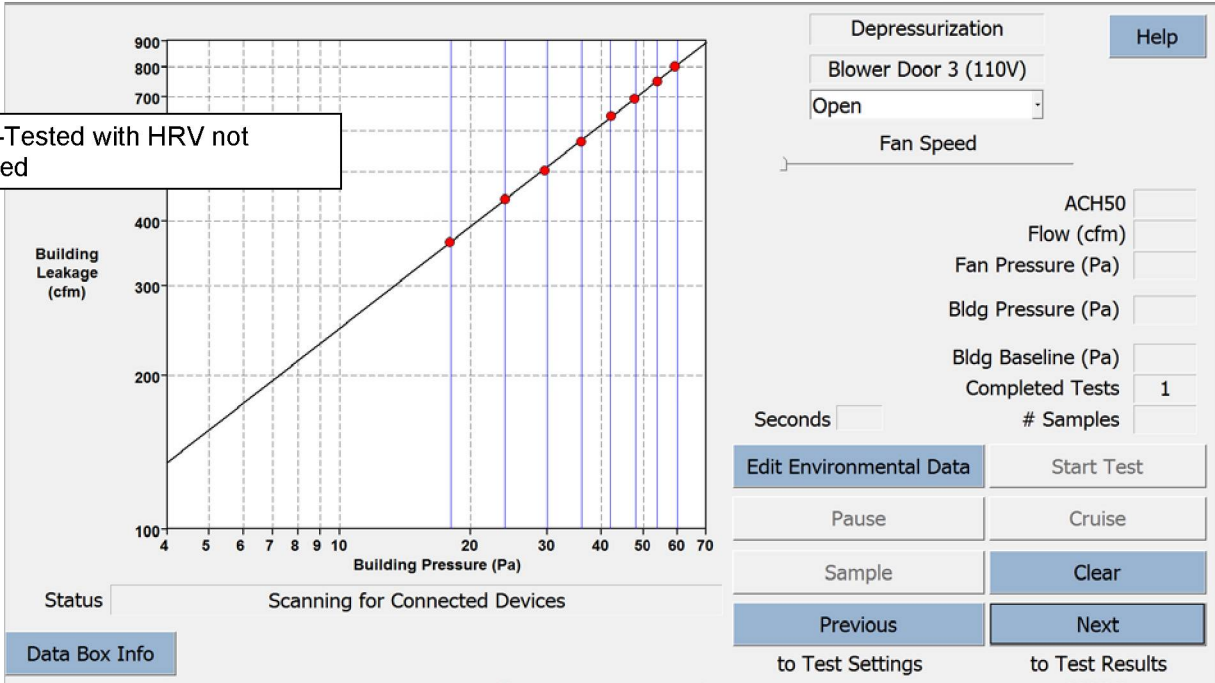 Depressurization
Help
Blower Door 3 (110V)
Open
Fan Speed
900
800
700
-Tested with HRV not
ed
400
300
200
100
Building
Leakage
(cfm)
4 5 6 7 8 9 10 20 30 40 50 60 70
Building Pressure (Pa)
ACH50
Flow (cfm)
Fan Pressure (Pa)
Bldg Pressure (Pa)
Bldg Baseline (Pa)
Completed Tests 1
Seconds # Samples
Edit Environmental Data Start Test
Pause Cruise
Sample Clear
Status Scanning for Connected Devices
Previous Next
Data Box Info
to Test Settings to Test Results